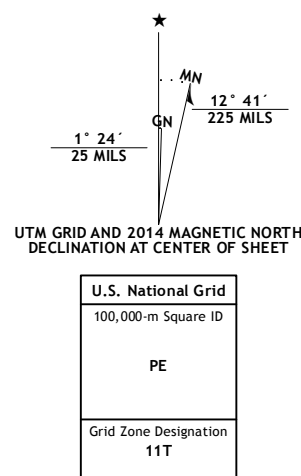 ★
MN
12° 41´
225 MILS
GN
1° 24´
25 MILS
UTM GRID AND 2014 MAGNETIC NORTH
DECLINATION AT CENTER OF SHEET
U.S. National Grid
100,000-m Square ID
PE
Grid Zone Designation
11T